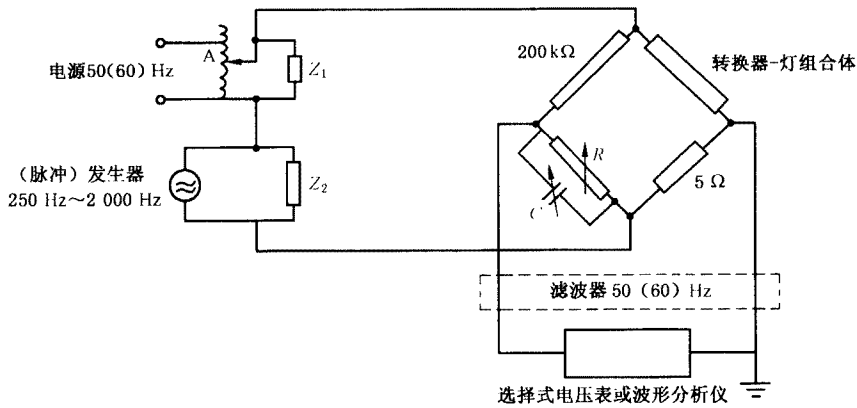 200 kΩ
A
电源50(60) Hz
Z₁
转换器-灯组合体
(脉冲)发生器
250 Hz～2 000 Hz
Z₂
R
C
5 Ω
滤波器 50 (60) Hz
选择式电压表或波形分析仪